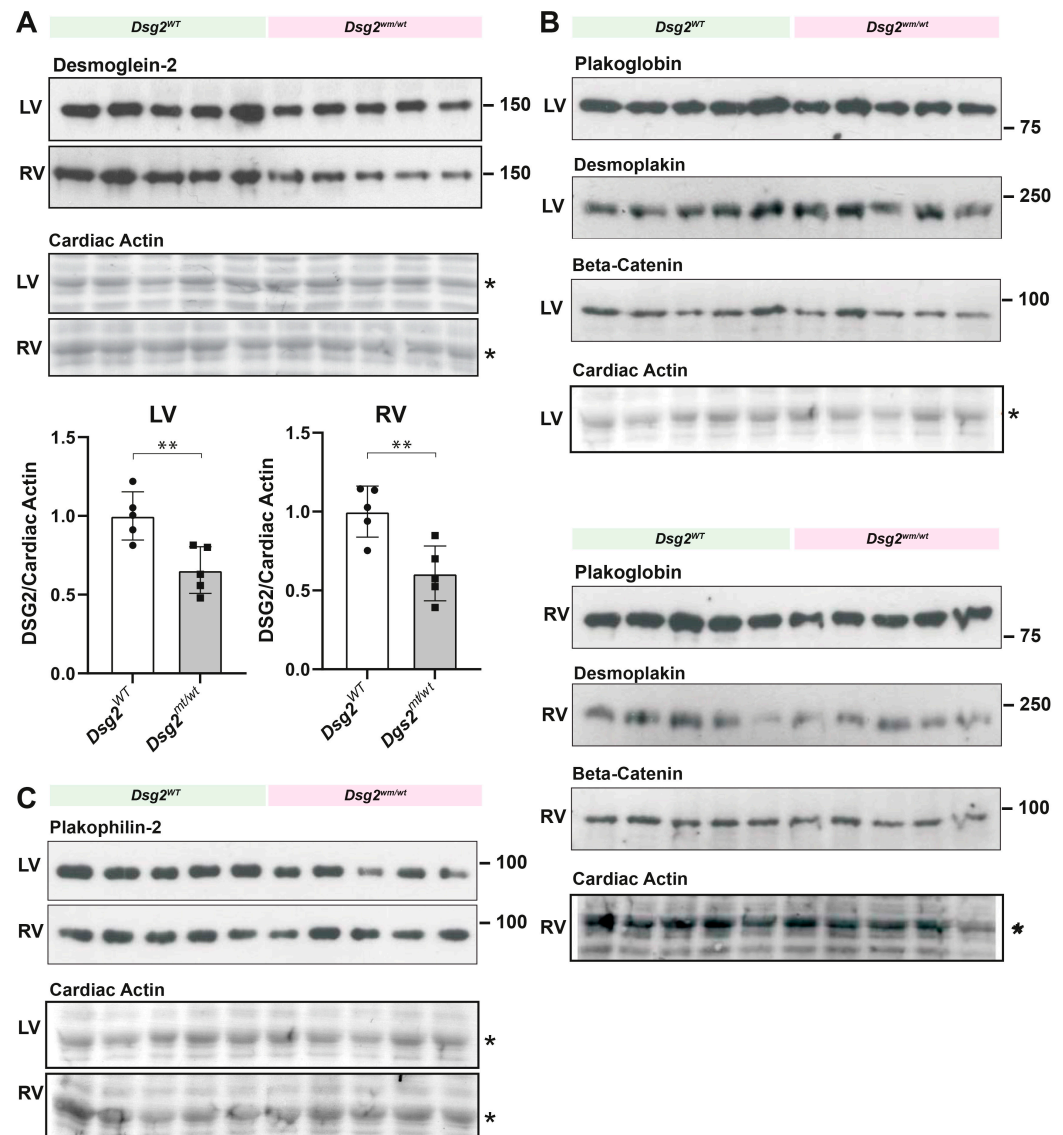 A
Dsg2WT Dsg2wm/wt
Desmoglein-2
LV 150
RV 150
Cardiac Actin
LV *
RV *
LV
1.5
1.0
0.5
0.0
DSG2/Cardiac Actin
**
Dsg2WT
Dsg2mt/wt
RV
1.5
1.0
0.5
0.0
DSG2/Cardiac Actin
**
Dsg2WT
Dgs2mt/wt
B
Dsg2WT Dsg2wm/wt
Plakoglobin
LV 75
Desmoplakin
LV 250
Beta-Catenin
LV 100
Cardiac Actin
LV *
Dsg2WT Dsg2wm/wt
Plakoglobin
RV 75
Desmoplakin
RV 250
Beta-Catenin
RV 100
Cardiac Actin
RV *
C
Dsg2WT Dsg2wm/wt
Plakophilin-2
LV 100
RV 100
Cardiac Actin
LV *
RV *